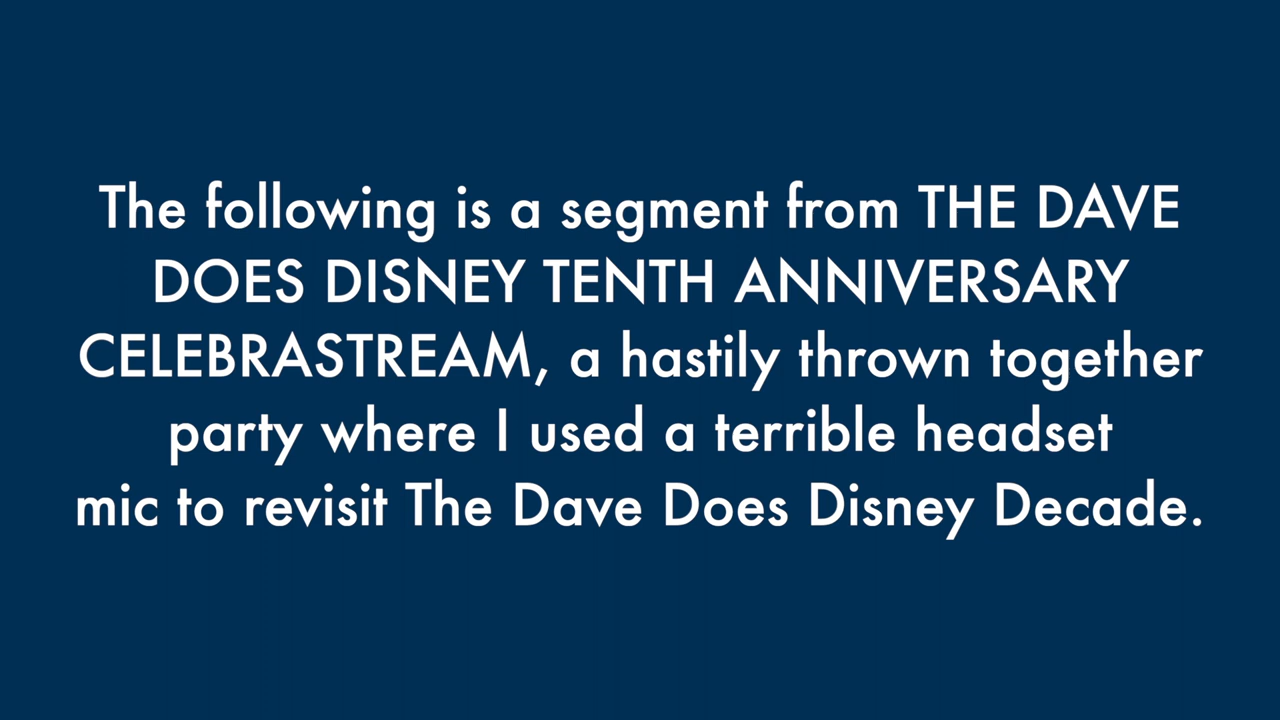 The following is a segment from THE DAVE
DOES DISNEY TENTH ANNIVERSARY
CELEBRASTREAM, a hastily thrown together
party where I used a terrible headset
mic to revisit The Dave Does Disney Decade.